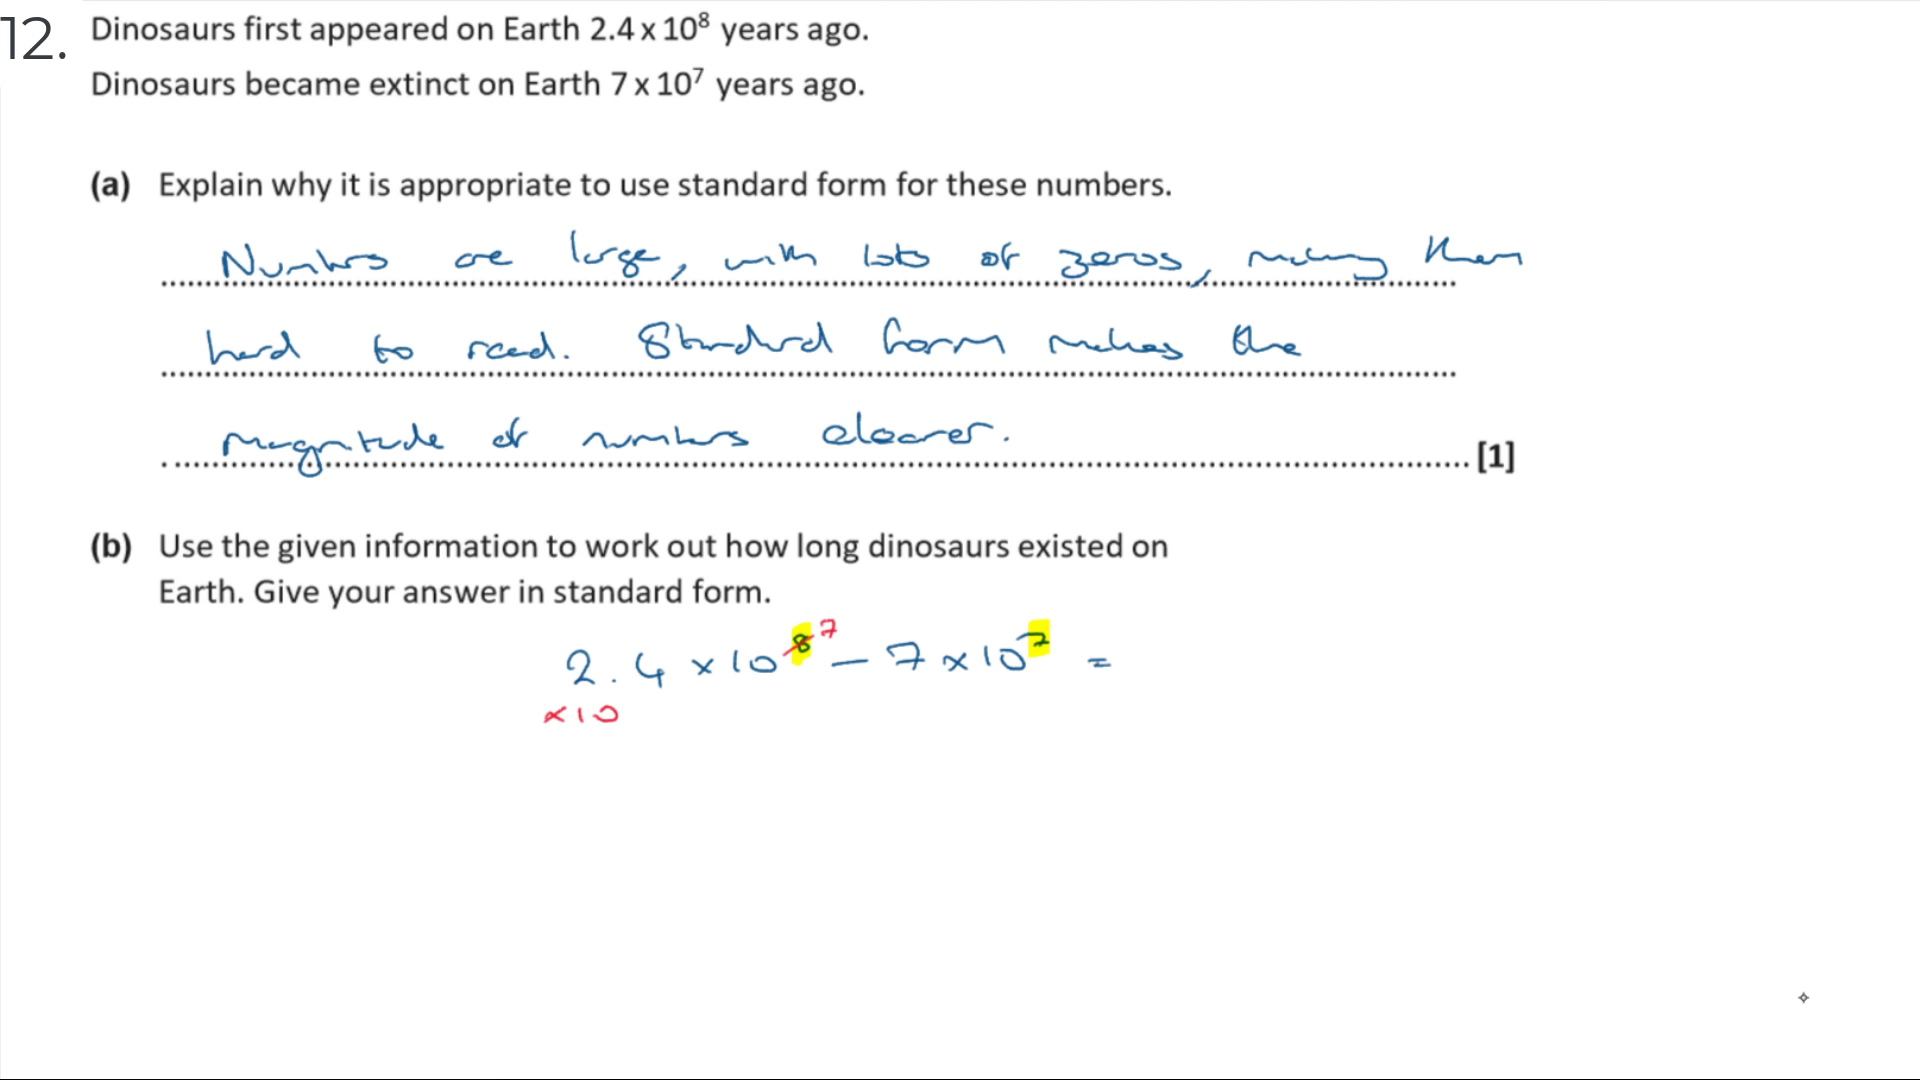 12. Dinosaurs first appeared on Earth 2.4 x 10⁸ years ago.
Dinosaurs became extinct on Earth 7 x 10⁷ years ago.
(a) Explain why it is appropriate to use standard form for these numbers.
Numbers are large, with lots of zeros, making them
hard to read. Standard form makes the
magnitude of numbers clearer.
[1]
(b) Use the given information to work out how long dinosaurs existed on
Earth. Give your answer in standard form.
2.4 x 10⁸ ⁷ – 7 x 10⁷ =
x10